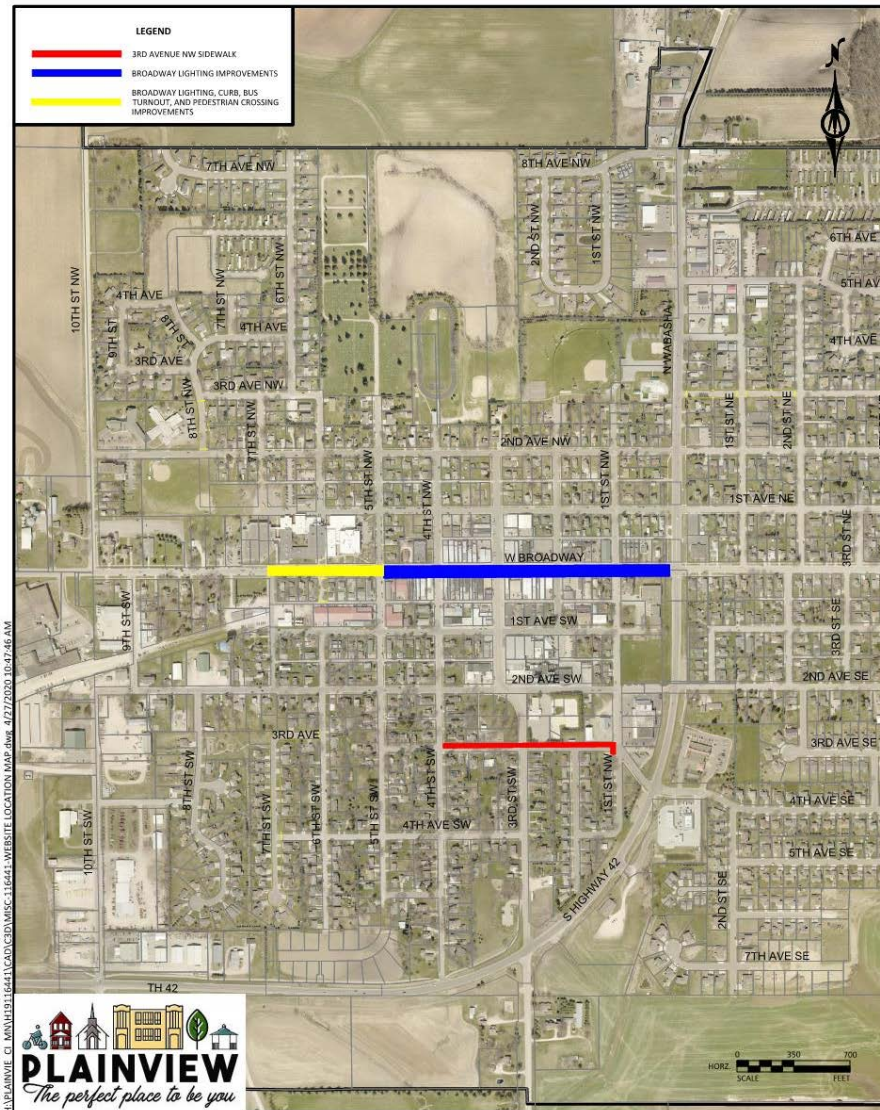 LEGEND
3RD AVENUE NW SIDEWALK
BROADWAY LIGHTING IMPROVEMENTS
BROADWAY LIGHTING, CURB, BUS
TURNOUT, AND PEDESTRIAN CROSSING
IMPROVEMENTS
N
7TH AVE NW
8TH AVE NW
2ND ST NW
1ST ST NW
6TH AVE
10TH ST NW
7TH ST NW
6TH ST NW
5TH AV
4TH AVE
9TH ST
8TH ST
4TH AVE
N WABASHA
4TH AVE
3RD AVE
3RD AVE NW
8TH ST NW
7TH ST NW
1ST ST NE
2ND ST NE
2ND AVE NW
5TH ST NW
4TH ST NW
1ST ST NW
1ST AVE NE
3RD ST NE
W BROADWAY
9TH ST SW
1ST AVE SW
3RD ST SE
2ND AVE SW
2ND AVE SE
3RD AVE
3RD AVE SE
8TH ST SW
7TH ST SW
6TH ST SW
5TH ST SW
4TH ST SW
3RD ST SW
1ST ST NW
4TH AVE SE
4TH AVE SW
10TH ST SW
5TH AVE SE
S HIGHWAY 42
2ND ST SE
7TH AVE SE
TH 42
PLAINVIEW
The perfect place to be you
0 350 700
HORZ.
SCALE FEET